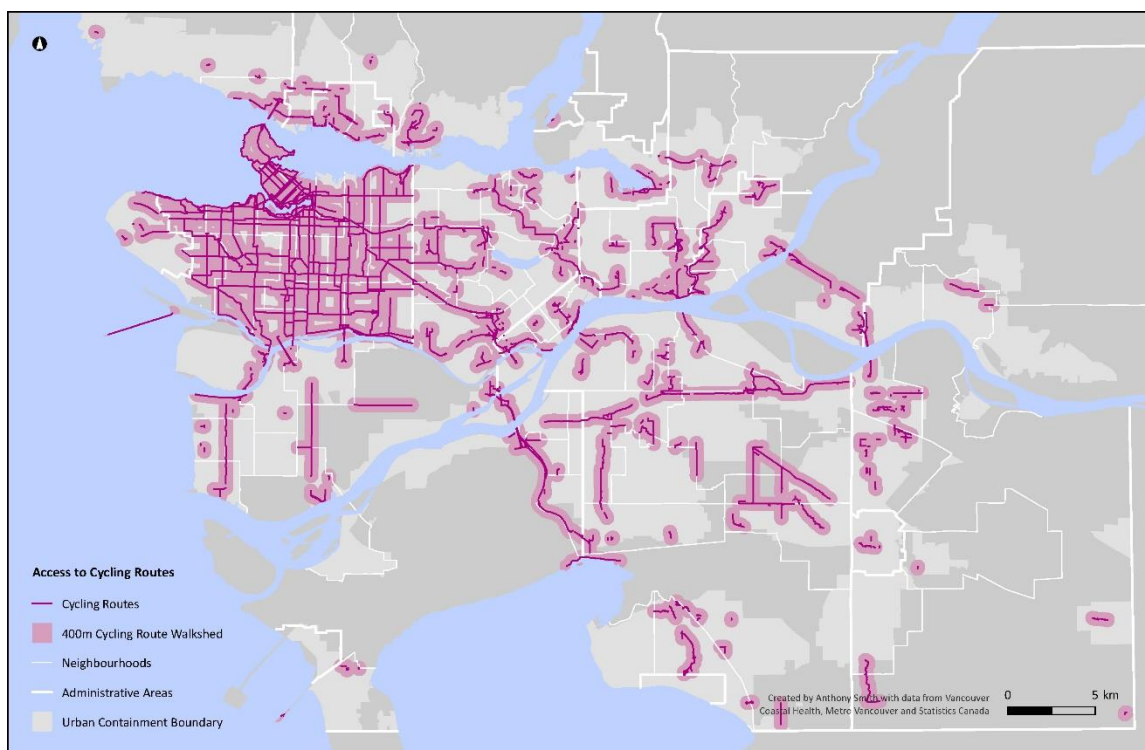 Access to Cycling Routes
Cycling Routes
400m Cycling Route Walkshed
Neighbourhoods
Administrative Areas
Urban Containment Boundary
Created by Anthony Smith with data from Vancouver
Coastal Health, Metro Vancouver and Statistics Canada
0 5 km